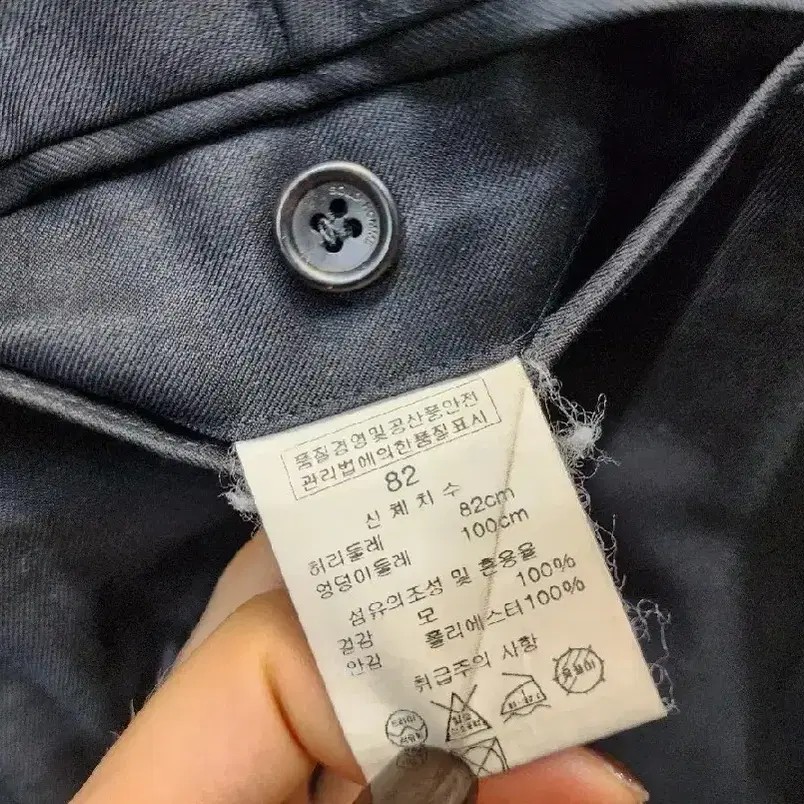 품질경영및공산품안전
관리법에의한품질표시
82
신 체 치 수
허리둘레 82cm
엉덩이둘레 100cm
섬유의조성 및 혼용율
겉감 모 100%
안감 폴리에스터100%
취급주의 사항
드라이